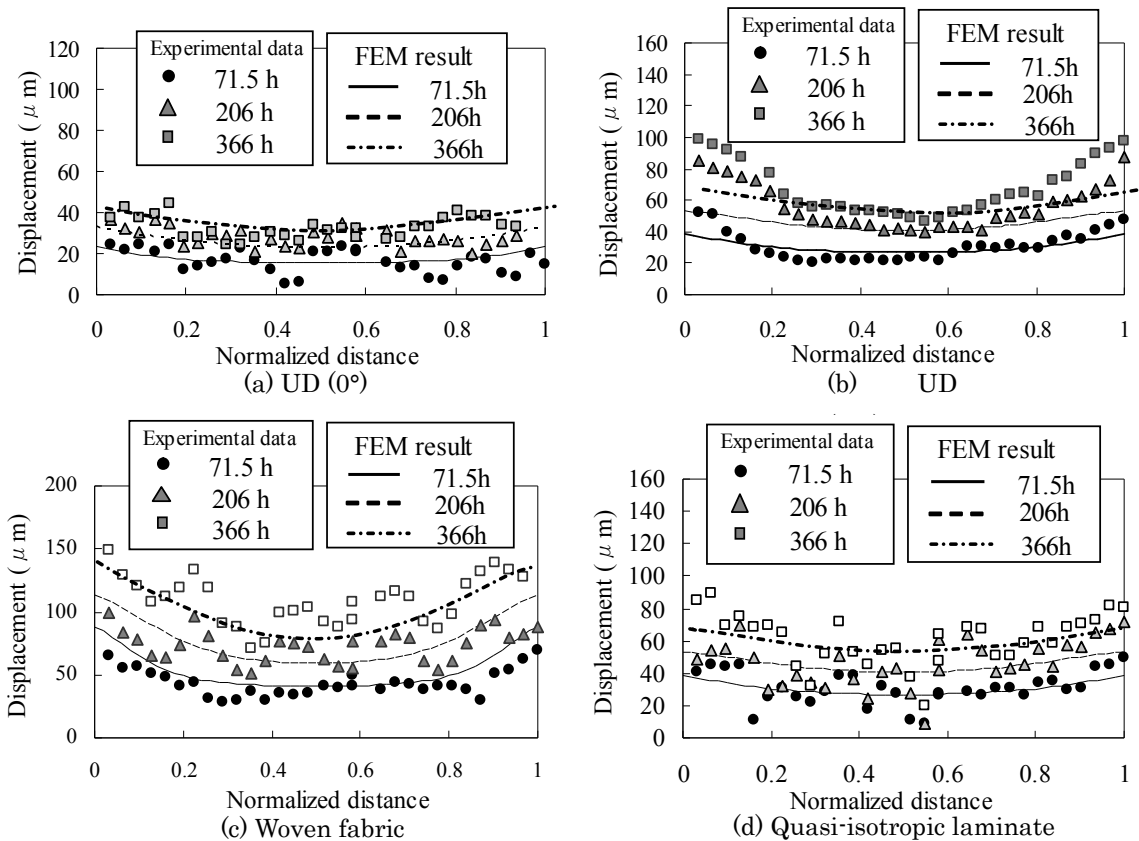 Experimental data
71.5 h
206 h
366 h
FEM result
71.5h
206h
366h
Displacement ( μ m)
120
100
80
60
40
20
0
0 0.2 0.4 0.6 0.8 1
Normalized distance
(a) UD (0°)
Experimental data
71.5 h
206 h
366 h
FEM result
71.5h
206h
366h
Displacement ( μ m)
160
140
120
100
80
60
40
20
0
0 0.2 0.4 0.6 0.8 1
Normalized distance
(b) UD
Experimental data
71.5 h
206 h
366 h
FEM result
71.5h
206h
366h
Displacement ( μ m)
200
150
100
50
0
0 0.2 0.4 0.6 0.8 1
Normalized distance
(c) Woven fabric
Experimental data
71.5 h
206 h
366 h
FEM result
71.5h
206h
366h
Displacement ( μ m)
160
140
120
100
80
60
40
20
0
0 0.2 0.4 0.6 0.8 1
Normalized distance
(d) Quasi-isotropic laminate